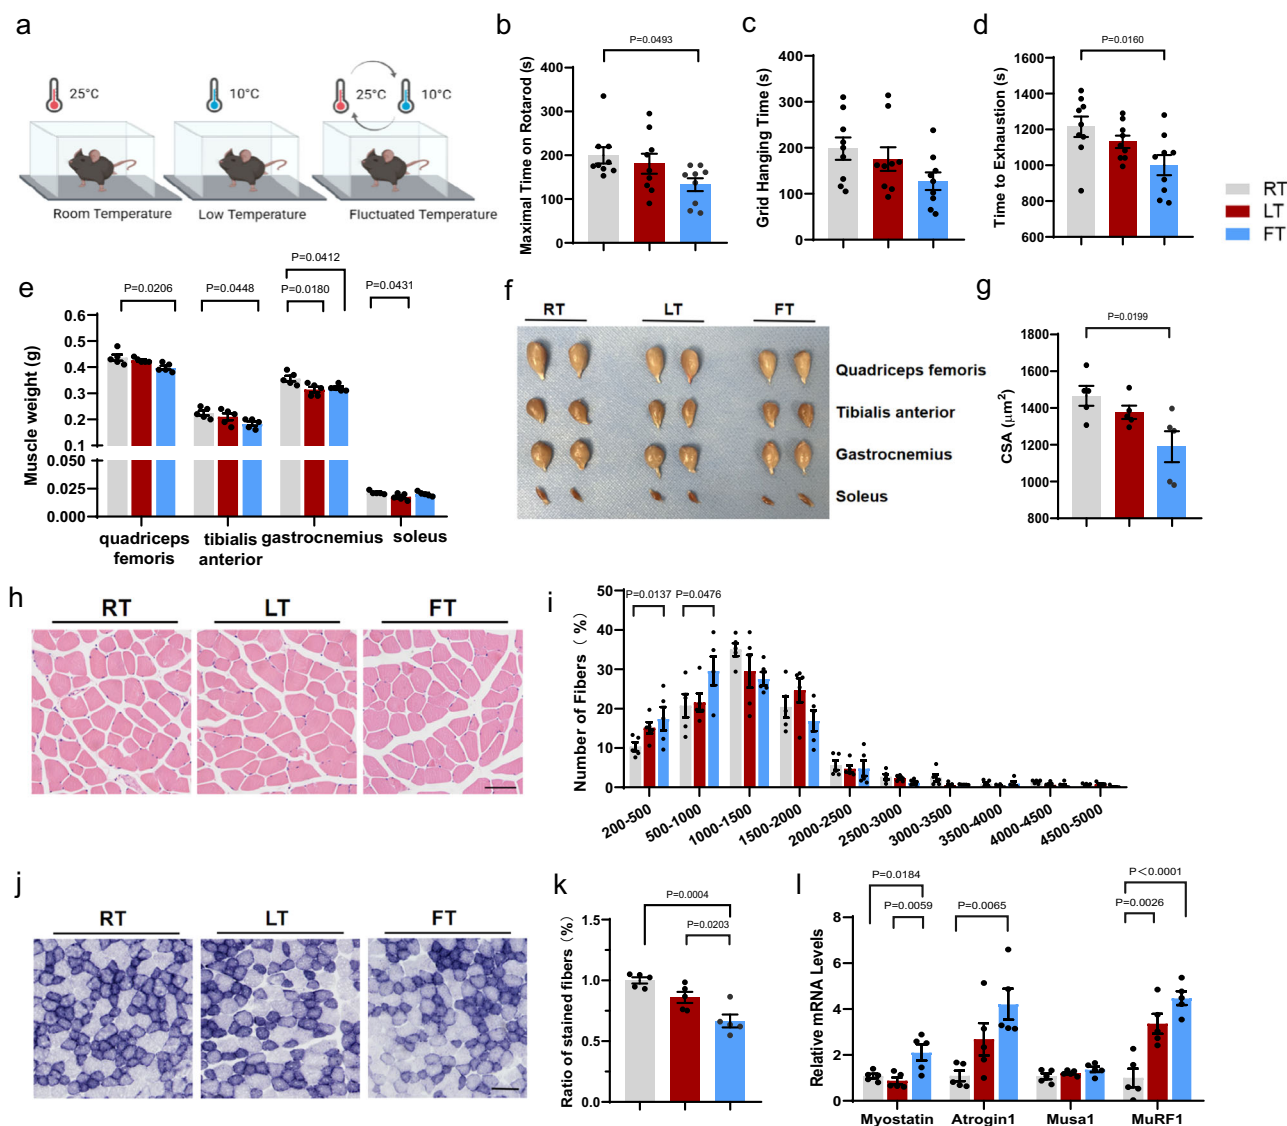 a
25°C
10°C
25°C
10°C
Room Temperature
Low Temperature
Fluctuated Temperature
b
P=0.0493
Maximal Time on Rotarod (s)
400
300
200
100
0
c
Grid Hanging Time (s)
400
300
200
100
0
d
P=0.0160
Time to Exhaustion (s)
1600
1400
1200
1000
800
600
RT
LT
FT
e
P=0.0206
P=0.0448
P=0.0412
P=0.0180
P=0.0431
Muscle weight (g)
0.6
0.5
0.4
0.3
0.2
0.1
0.050
0.025
0.000
quadriceps
femoris
tibialis
anterior
gastrocnemius
soleus
f
RT
LT
FT
Quadriceps femoris
Tibialis anterior
Gastrocnemius
Soleus
g
P=0.0199
CSA (μm²)
1800
1600
1400
1200
1000
800
h
RT
LT
FT
i
P=0.0137
P=0.0476
Number of Fibers（%）
50
40
30
20
10
0
200-500
500-1000
1000-1500
1500-2000
2000-2500
2500-3000
3000-3500
3500-4000
4000-4500
4500-5000
j
RT
LT
FT
k
P=0.0004
P=0.0203
Ratio of stained fibers（%）
1.5
1.0
0.5
0.0
l
P=0.0184
P=0.0059
P=0.0065
P＜0.0001
P=0.0026
Relative mRNA Levels
8
6
4
2
0
Myostatin
Atrogin1
Musa1
MuRF1